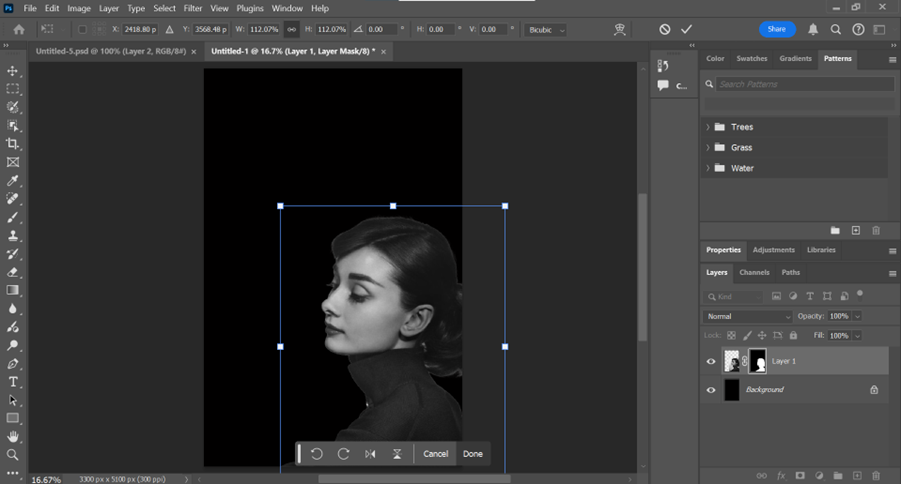 Ps File Edit Image Layer Type Select Filter View Plugins Window Help
X: 2418.80 p Y: 3568.48 p W: 112.07% H: 112.07% 0.00 ° H: 0.00 ° V: 0.00 ° Bicubic Share
Untitled-5.psd @ 100% (Layer 2, RGB/8#) × Untitled-1 @ 16.7% (Layer 1, Layer Mask/8) * ×
C...
Color Swatches Gradients Patterns
Search Patterns
Trees
Grass
Water
Properties Adjustments Libraries
Layers Channels Paths
Kind
Normal Opacity: 100%
Lock: Fill: 100%
Layer 1
Background
Cancel Done
16.67% 3300 px x 5100 px (300 ppi)